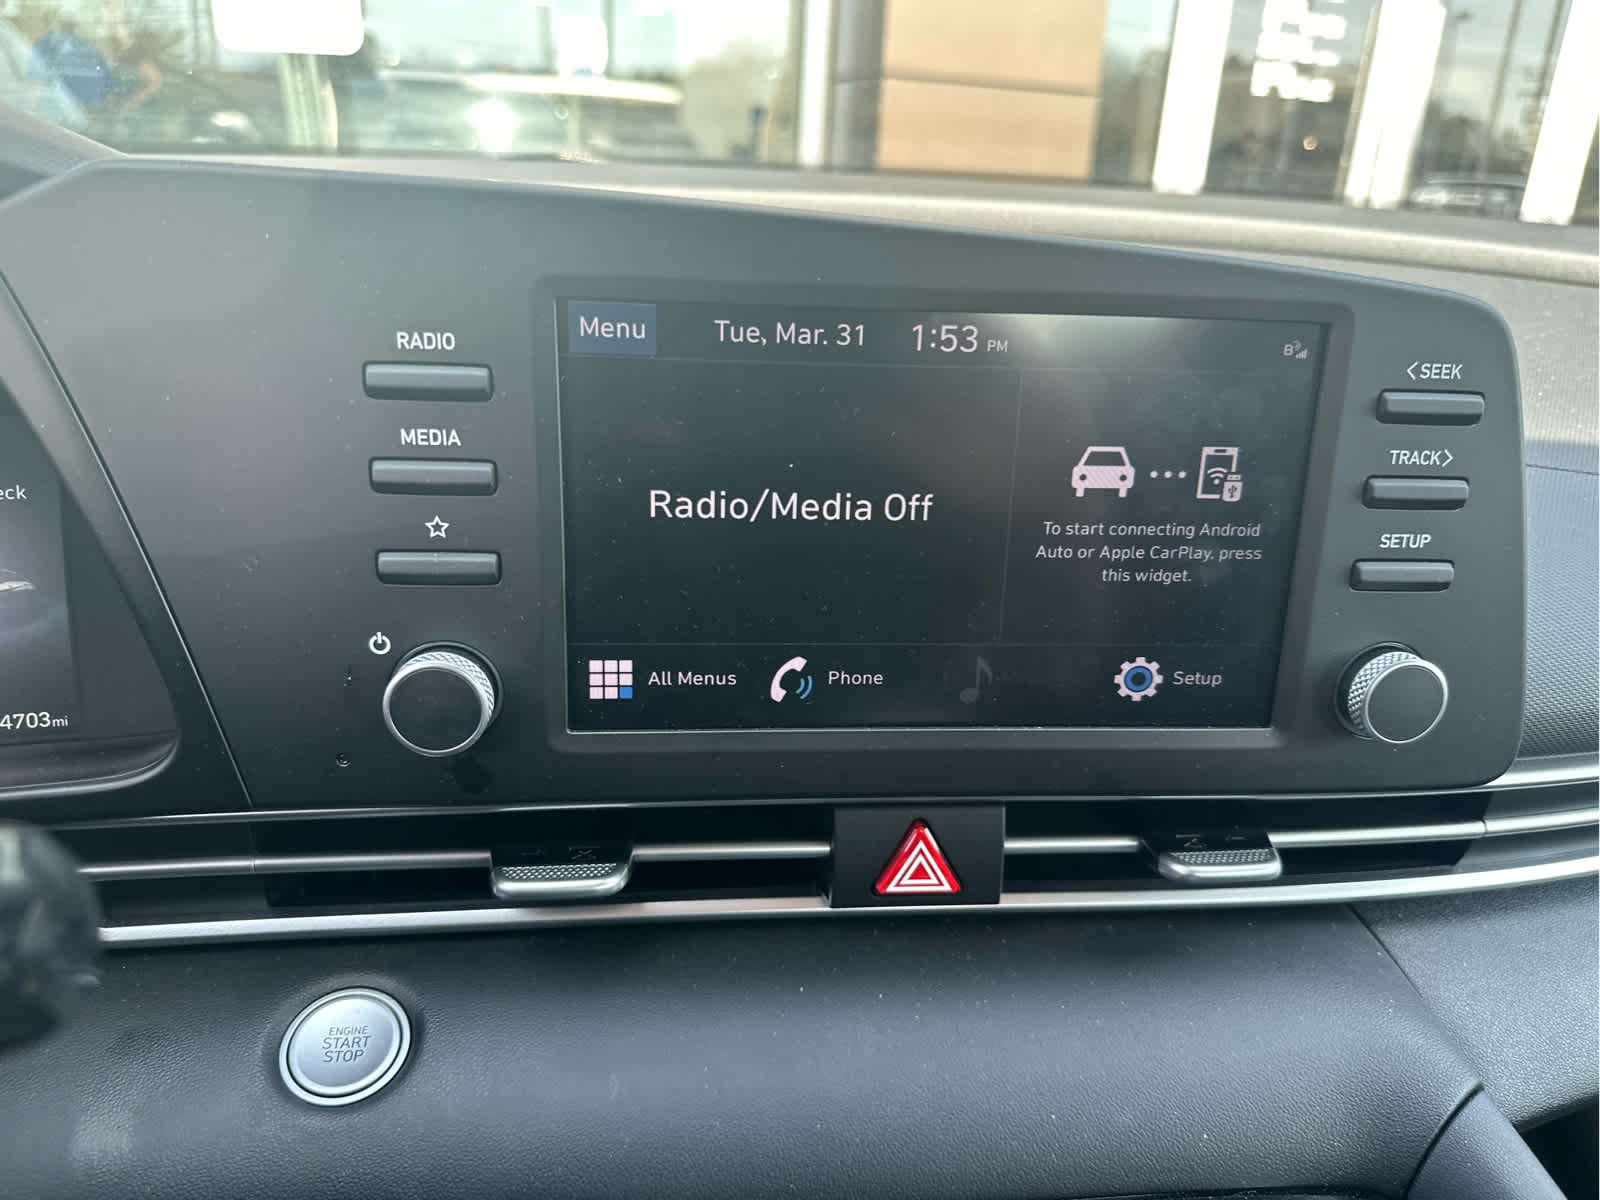 Menu
Tue, Mar. 31
1:53 PM
RADIO
MEDIA
Radio/Media Off
To start connecting Android
Auto or Apple CarPlay, press
this widget.
All Menus
Phone
Setup
<SEEK
TRACK>
SETUP
eck
4703mi
ENGINE
START
STOP